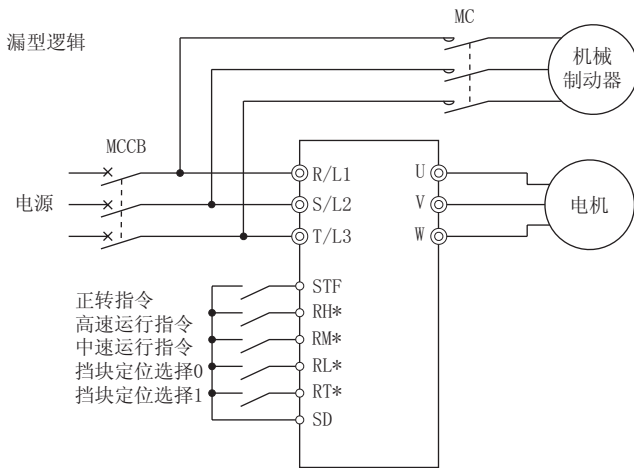 漏型逻辑
MC
机械
制动器
MCCB
电源
R/L1
S/L2
T/L3
U
V
W
电机
正转指令
高速运行指令
中速运行指令
挡块定位选择0
挡块定位选择1
STF
RH*
RM*
RL*
RT*
SD